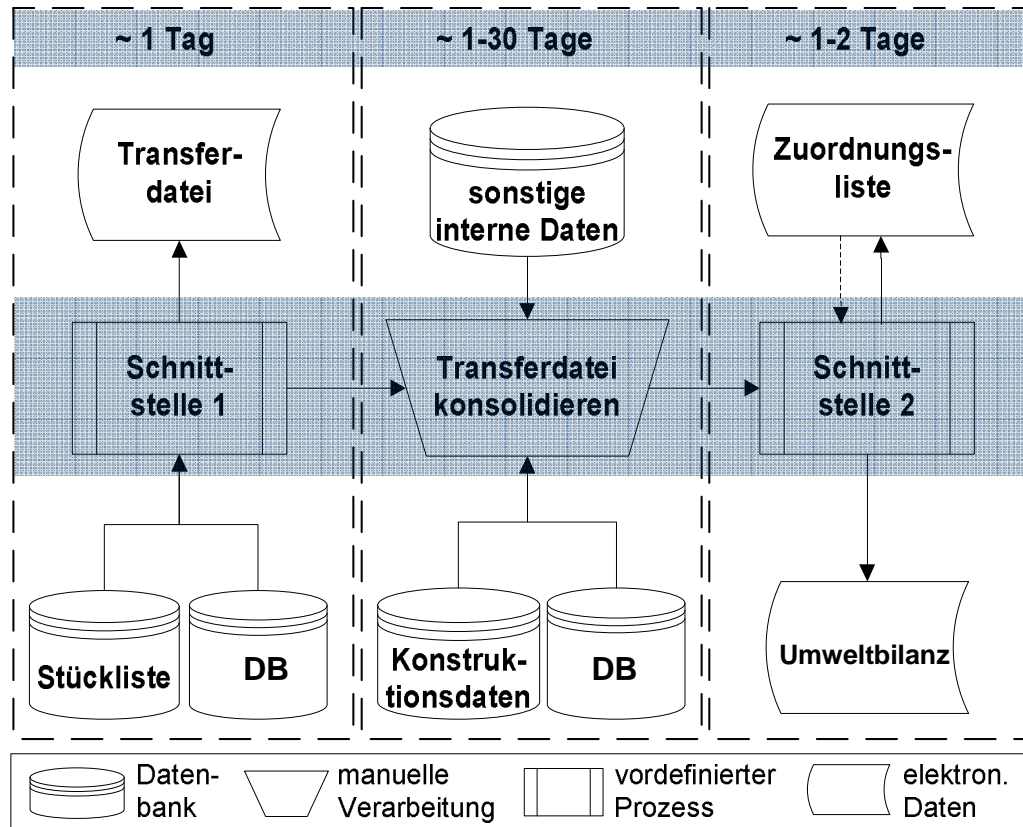 ~ 1 Tag
~ 1-30 Tage
~ 1-2 Tage
Transfer-
datei
sonstige
interne Daten
Zuordnungs-
liste
Schnitt-
stelle 1
Transferdatei
konsolidieren
Schnitt-
stelle 2
Stückliste
DB
Konstruk-
tionsdaten
DB
Umweltbilanz
Daten-
bank
manuelle
Verarbeitung
vordefinierter
Prozess
elektron.
Daten